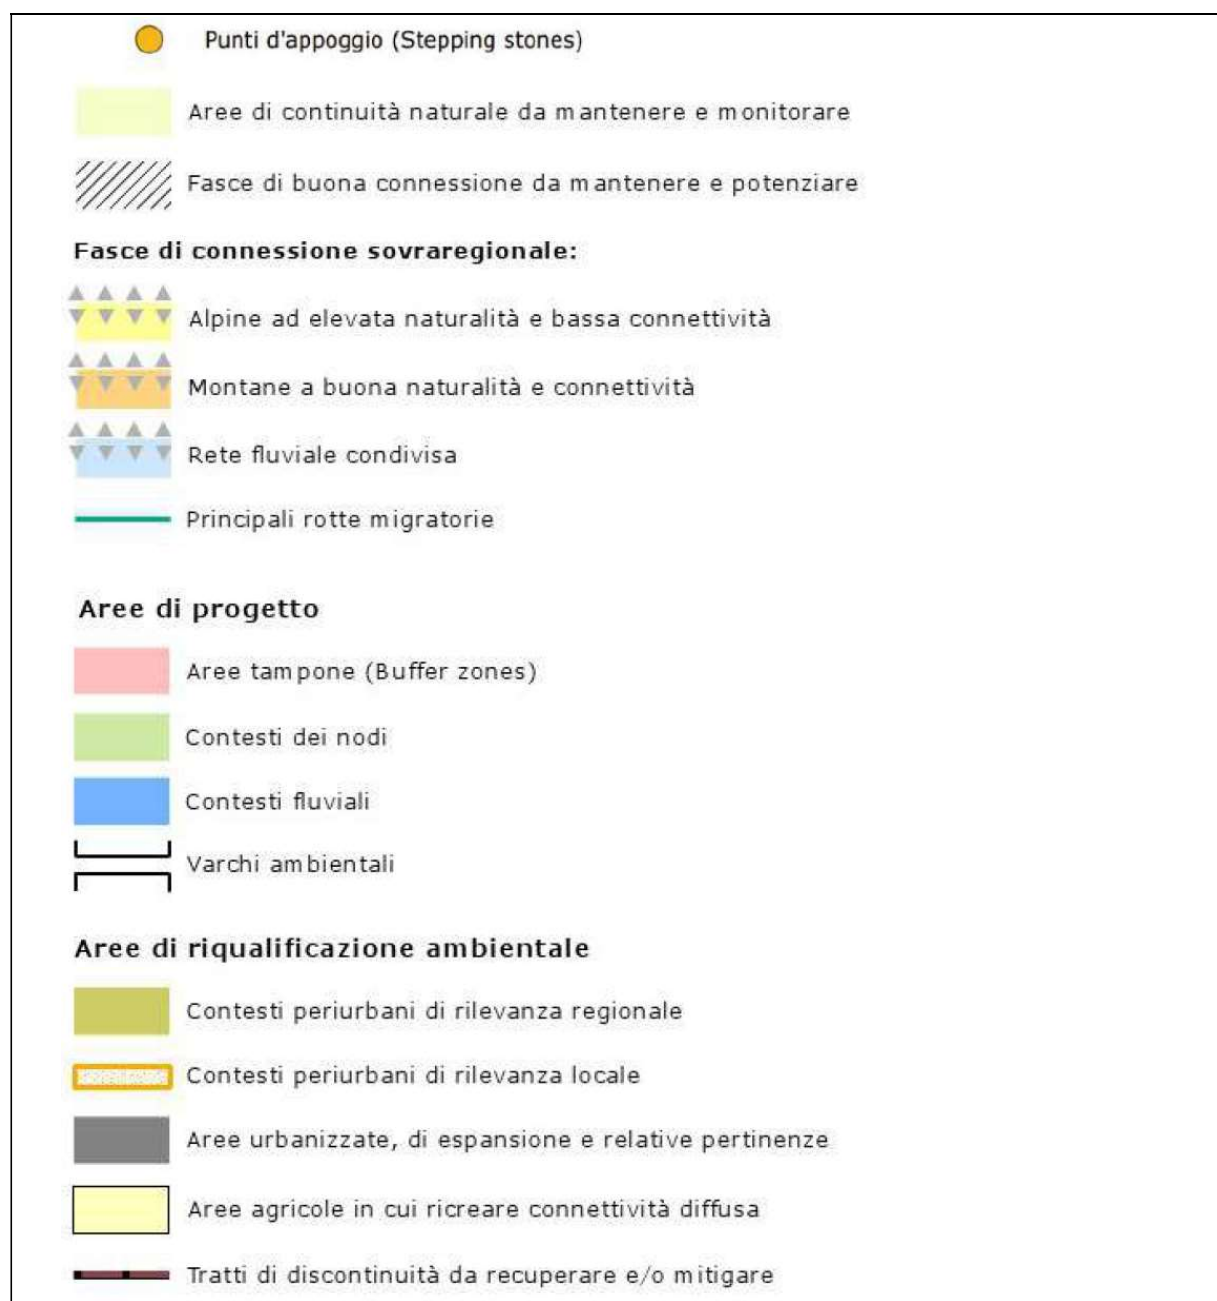 Punti d'appoggio (Stepping stones)
Aree di continuità naturale da mantenere e monitorare
Fasce di buona connessione da mantenere e potenziare
Fasce di connessione sovraregionale:
Alpine ad elevata naturalità e bassa connettività
Montane a buona naturalità e connettività
Rete fluviale condivisa
Principali rotte migratorie
Aree di progetto
Aree tampone (Buffer zones)
Contesti dei nodi
Contesti fluviali
Varchi ambientali
Aree di riqualificazione ambientale
Contesti periurbani di rilevanza regionale
Contesti periurbani di rilevanza locale
Aree urbanizzate, di espansione e relative pertinenze
Aree agricole in cui ricreare connettività diffusa
Tratti di discontinuità da recuperare e/o mitigare